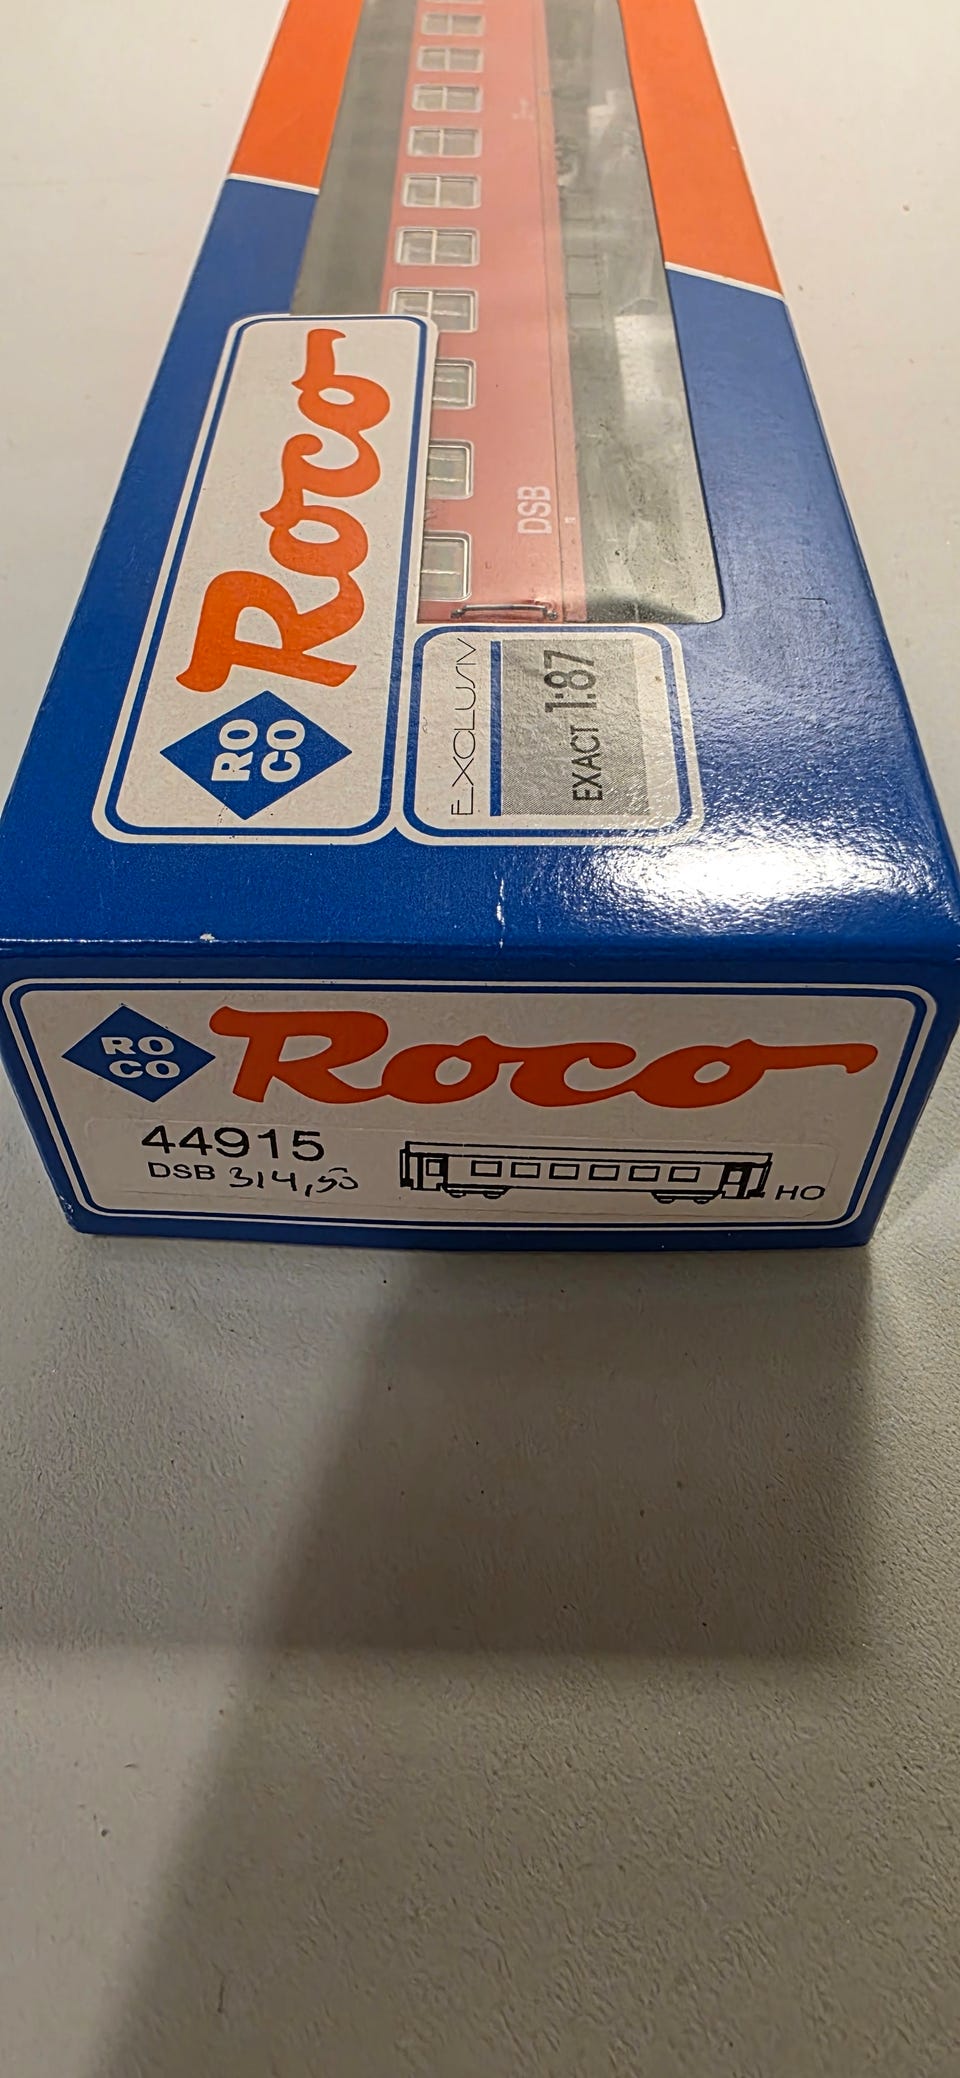 Roco
RO
CO
DSB
EXCLUSIV
EXACT 1:87
RO
CO
Roco
44915
DSB 314,50
HO